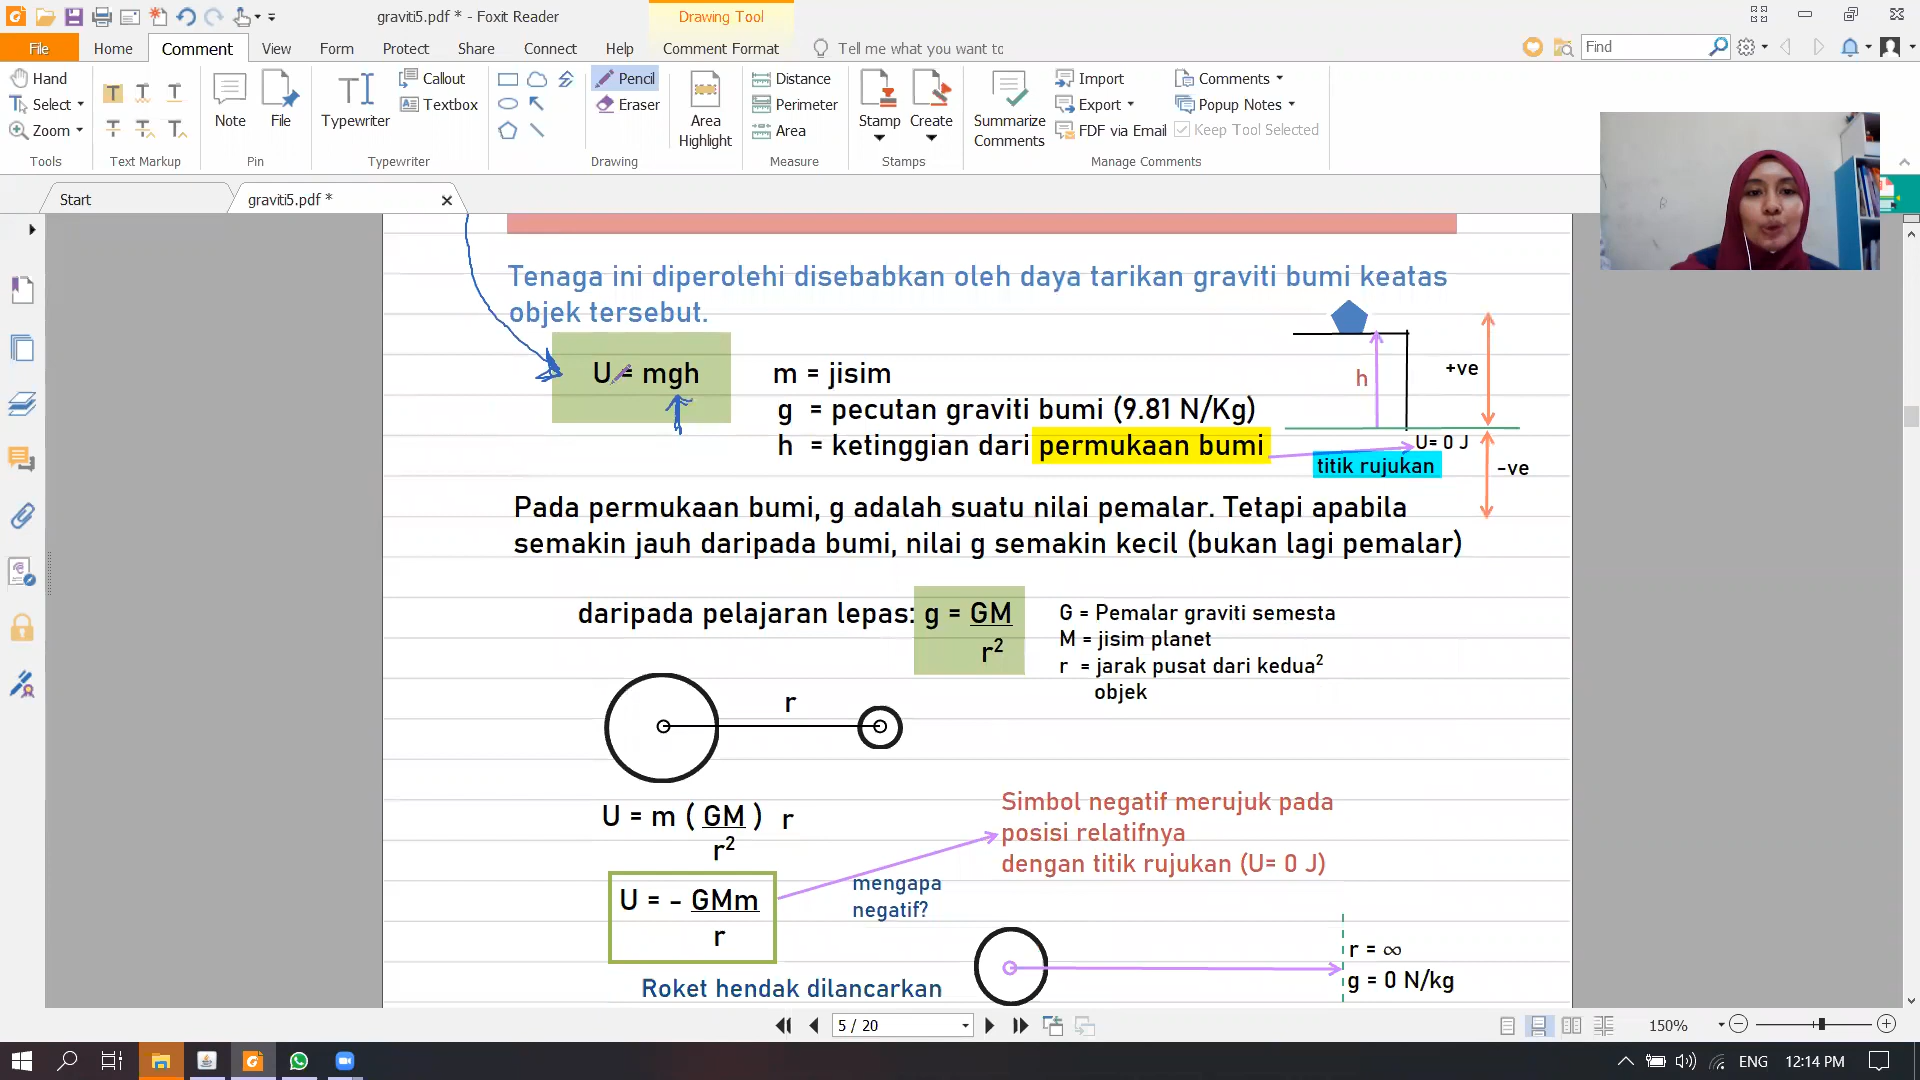 graviti5.pdf * - Foxit Reader
Drawing Tool
File
Home
Comment
View
Form
Protect
Share
Connect
Help
Comment Format
Tell me what you want to
Find
Hand
Select
Zoom
Tools
Text Markup
Note
File
Pin
Typewriter
Callout
Textbox
Typewriter
Pencil
Eraser
Area
Highlight
Drawing
Distance
Perimeter
Area
Measure
Stamp
Create
Stamps
Summarize
Comments
Import
Export
FDF via Email
Comments
Popup Notes
Keep Tool Selected
Manage Comments
Start
graviti5.pdf *
Tenaga ini diperolehi disebabkan oleh daya tarikan graviti bumi keatas
objek tersebut.
U = mgh
m = jisim
g = pecutan graviti bumi (9.81 N/Kg)
h = ketinggian dari permukaan bumi
h
+ve
U= 0 J
titik rujukan
-ve
Pada permukaan bumi, g adalah suatu nilai pemalar. Tetapi apabila
semakin jauh daripada bumi, nilai g semakin kecil (bukan lagi pemalar)
daripada pelajaran lepas: g = GM
r²
G = Pemalar graviti semesta
M = jisim planet
r = jarak pusat dari kedua²
objek
r
U = m ( GM ) r
r²
U = - GMm
r
mengapa
negatif?
Simbol negatif merujuk pada
posisi relatifnya
dengan titik rujukan (U= 0 J)
r = ∞
g = 0 N/kg
Roket hendak dilancarkan
5 / 20
150%
ENG
12:14 PM